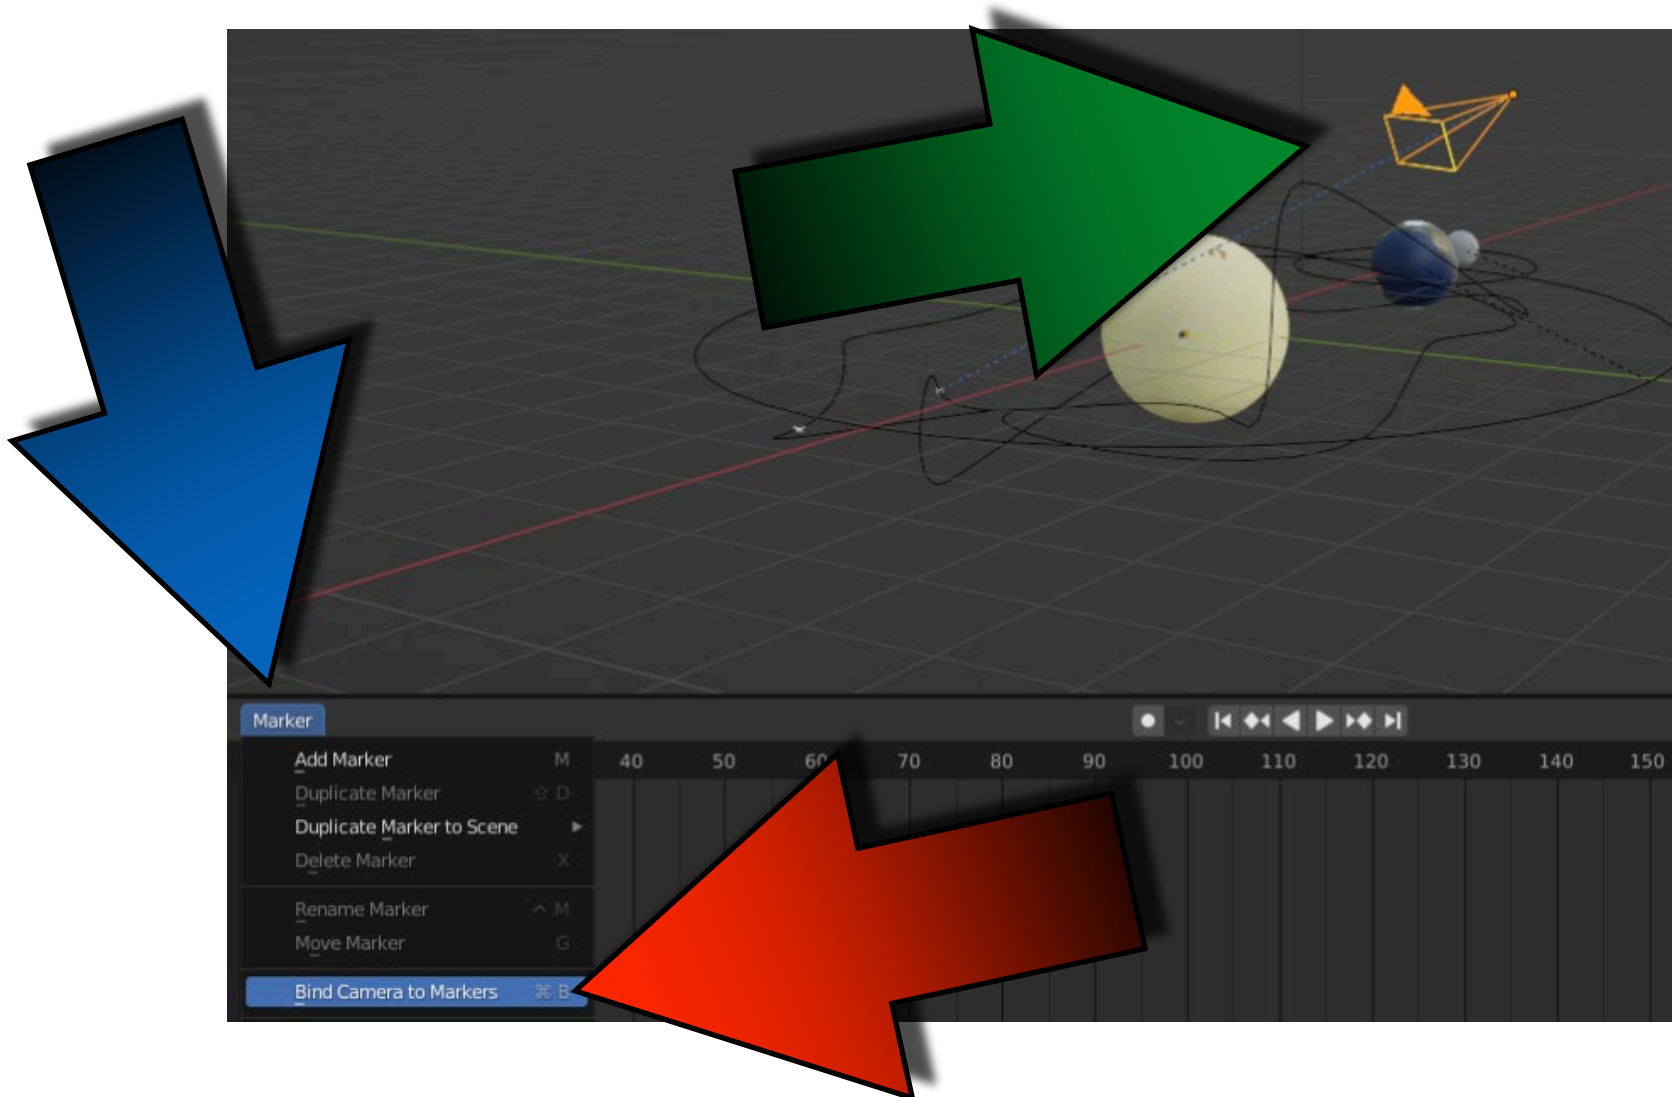 Marker
Add Marker M
Duplicate Marker ⇧ D
Duplicate Marker to Scene ▶
Delete Marker X
Rename Marker ^ M
Move Marker G
Bind Camera to Markers ⌘ B
40 50 60 70 80 90 100 110 120 130 140 150